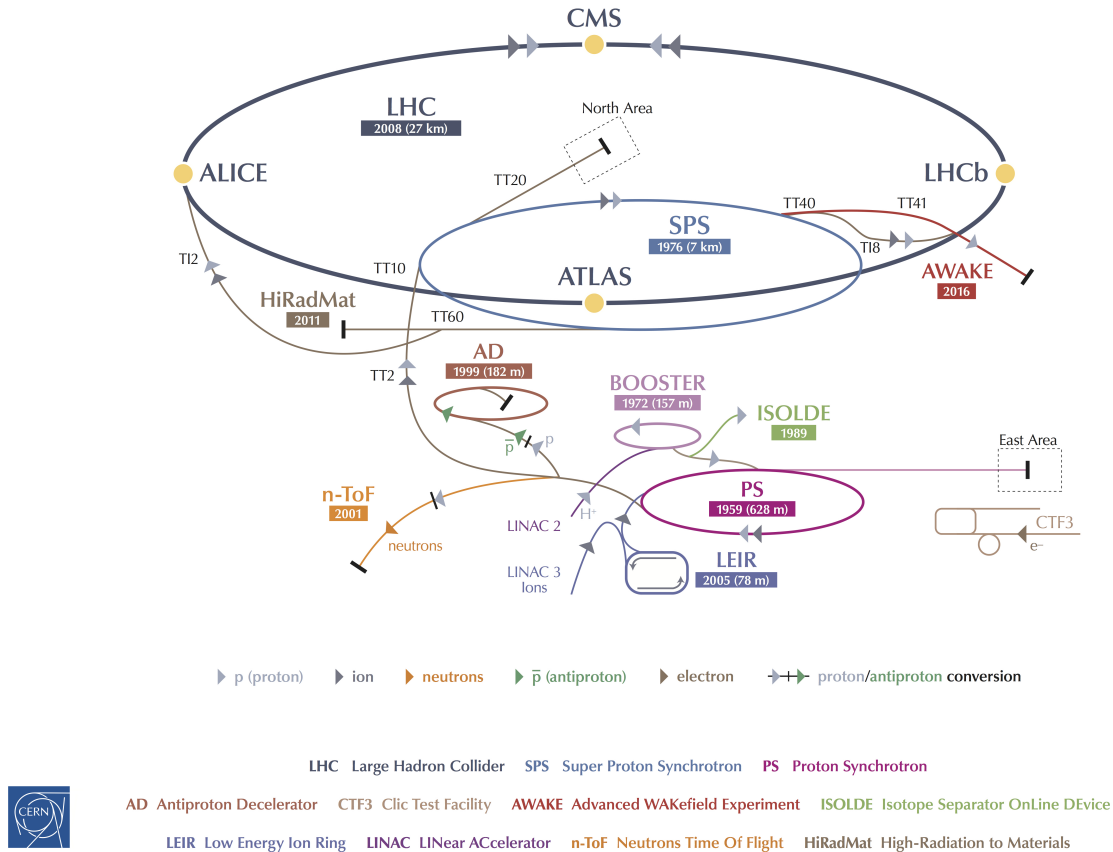 CMS
LHC
2008 (27 km)
North Area
ALICE
LHCb
TT20
TT40
TT41
SPS
1976 (7 km)
TI8
TI2
TT10
ATLAS
AWAKE
2016
HiRadMat
2011
TT60
AD
1999 (182 m)
TT2
BOOSTER
1972 (157 m)
ISOLDE
1989
p̅
p
East Area
n-ToF
2001
PS
1959 (628 m)
LINAC 2
H⁺
neutrons
CTF3
e–
LEIR
2005 (78 m)
LINAC 3
Ions
p (proton) ion neutrons p̅ (antiproton) electron proton/antiproton conversion
LHC Large Hadron Collider SPS Super Proton Synchrotron PS Proton Synchrotron
AD Antiproton Decelerator CTF3 Clic Test Facility AWAKE Advanced WAKefield Experiment ISOLDE Isotope Separator OnLine DEvice
LEIR Low Energy Ion Ring LINAC LINear ACcelerator n-ToF Neutrons Time Of Flight HiRadMat High-Radiation to Materials
CERN